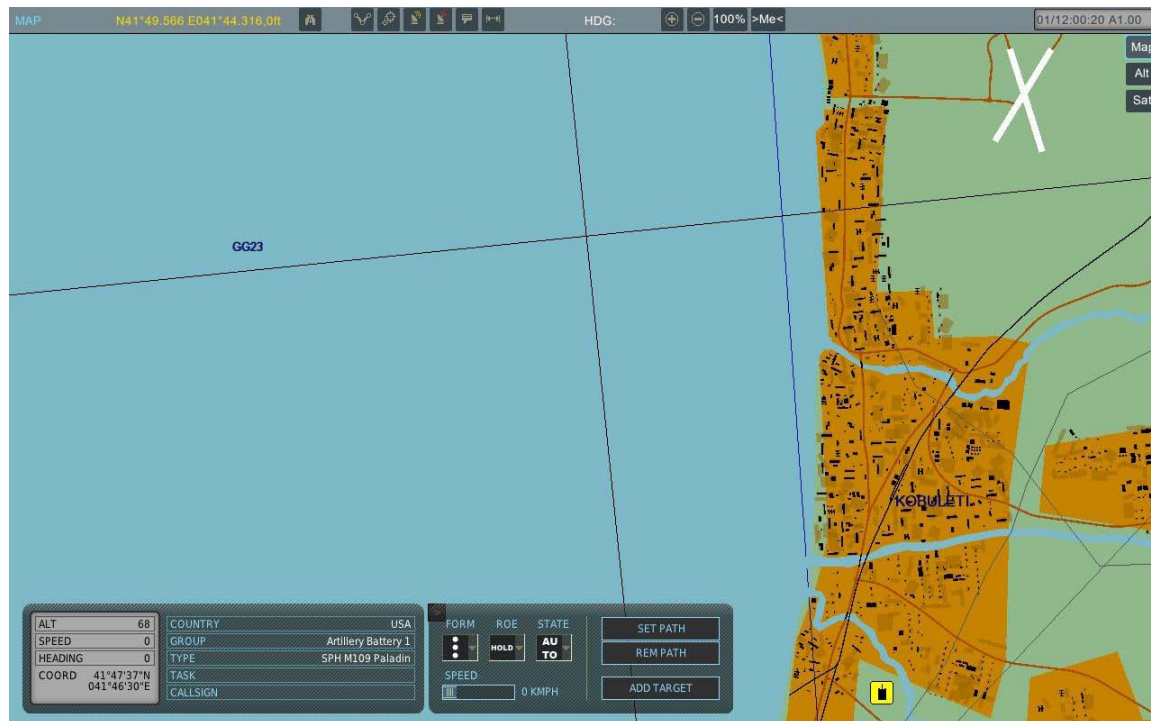 MAP N41°49.566 E041°44.316,0ft HDG: 100% >Me< 01/12:00:20 A1.00
Map
Alt
Sat
GG23
KOBULETI
ALT 68
SPEED 0
HEADING 0
COORD 41°47'37"N
041°46'30"E
COUNTRY USA
GROUP Artillery Battery 1
TYPE SPH M109 Paladin
TASK
CALLSIGN
FORM ROE STATE
HOLD AU
TO
SPEED
0 KMPH
SET PATH
REM PATH
ADD TARGET